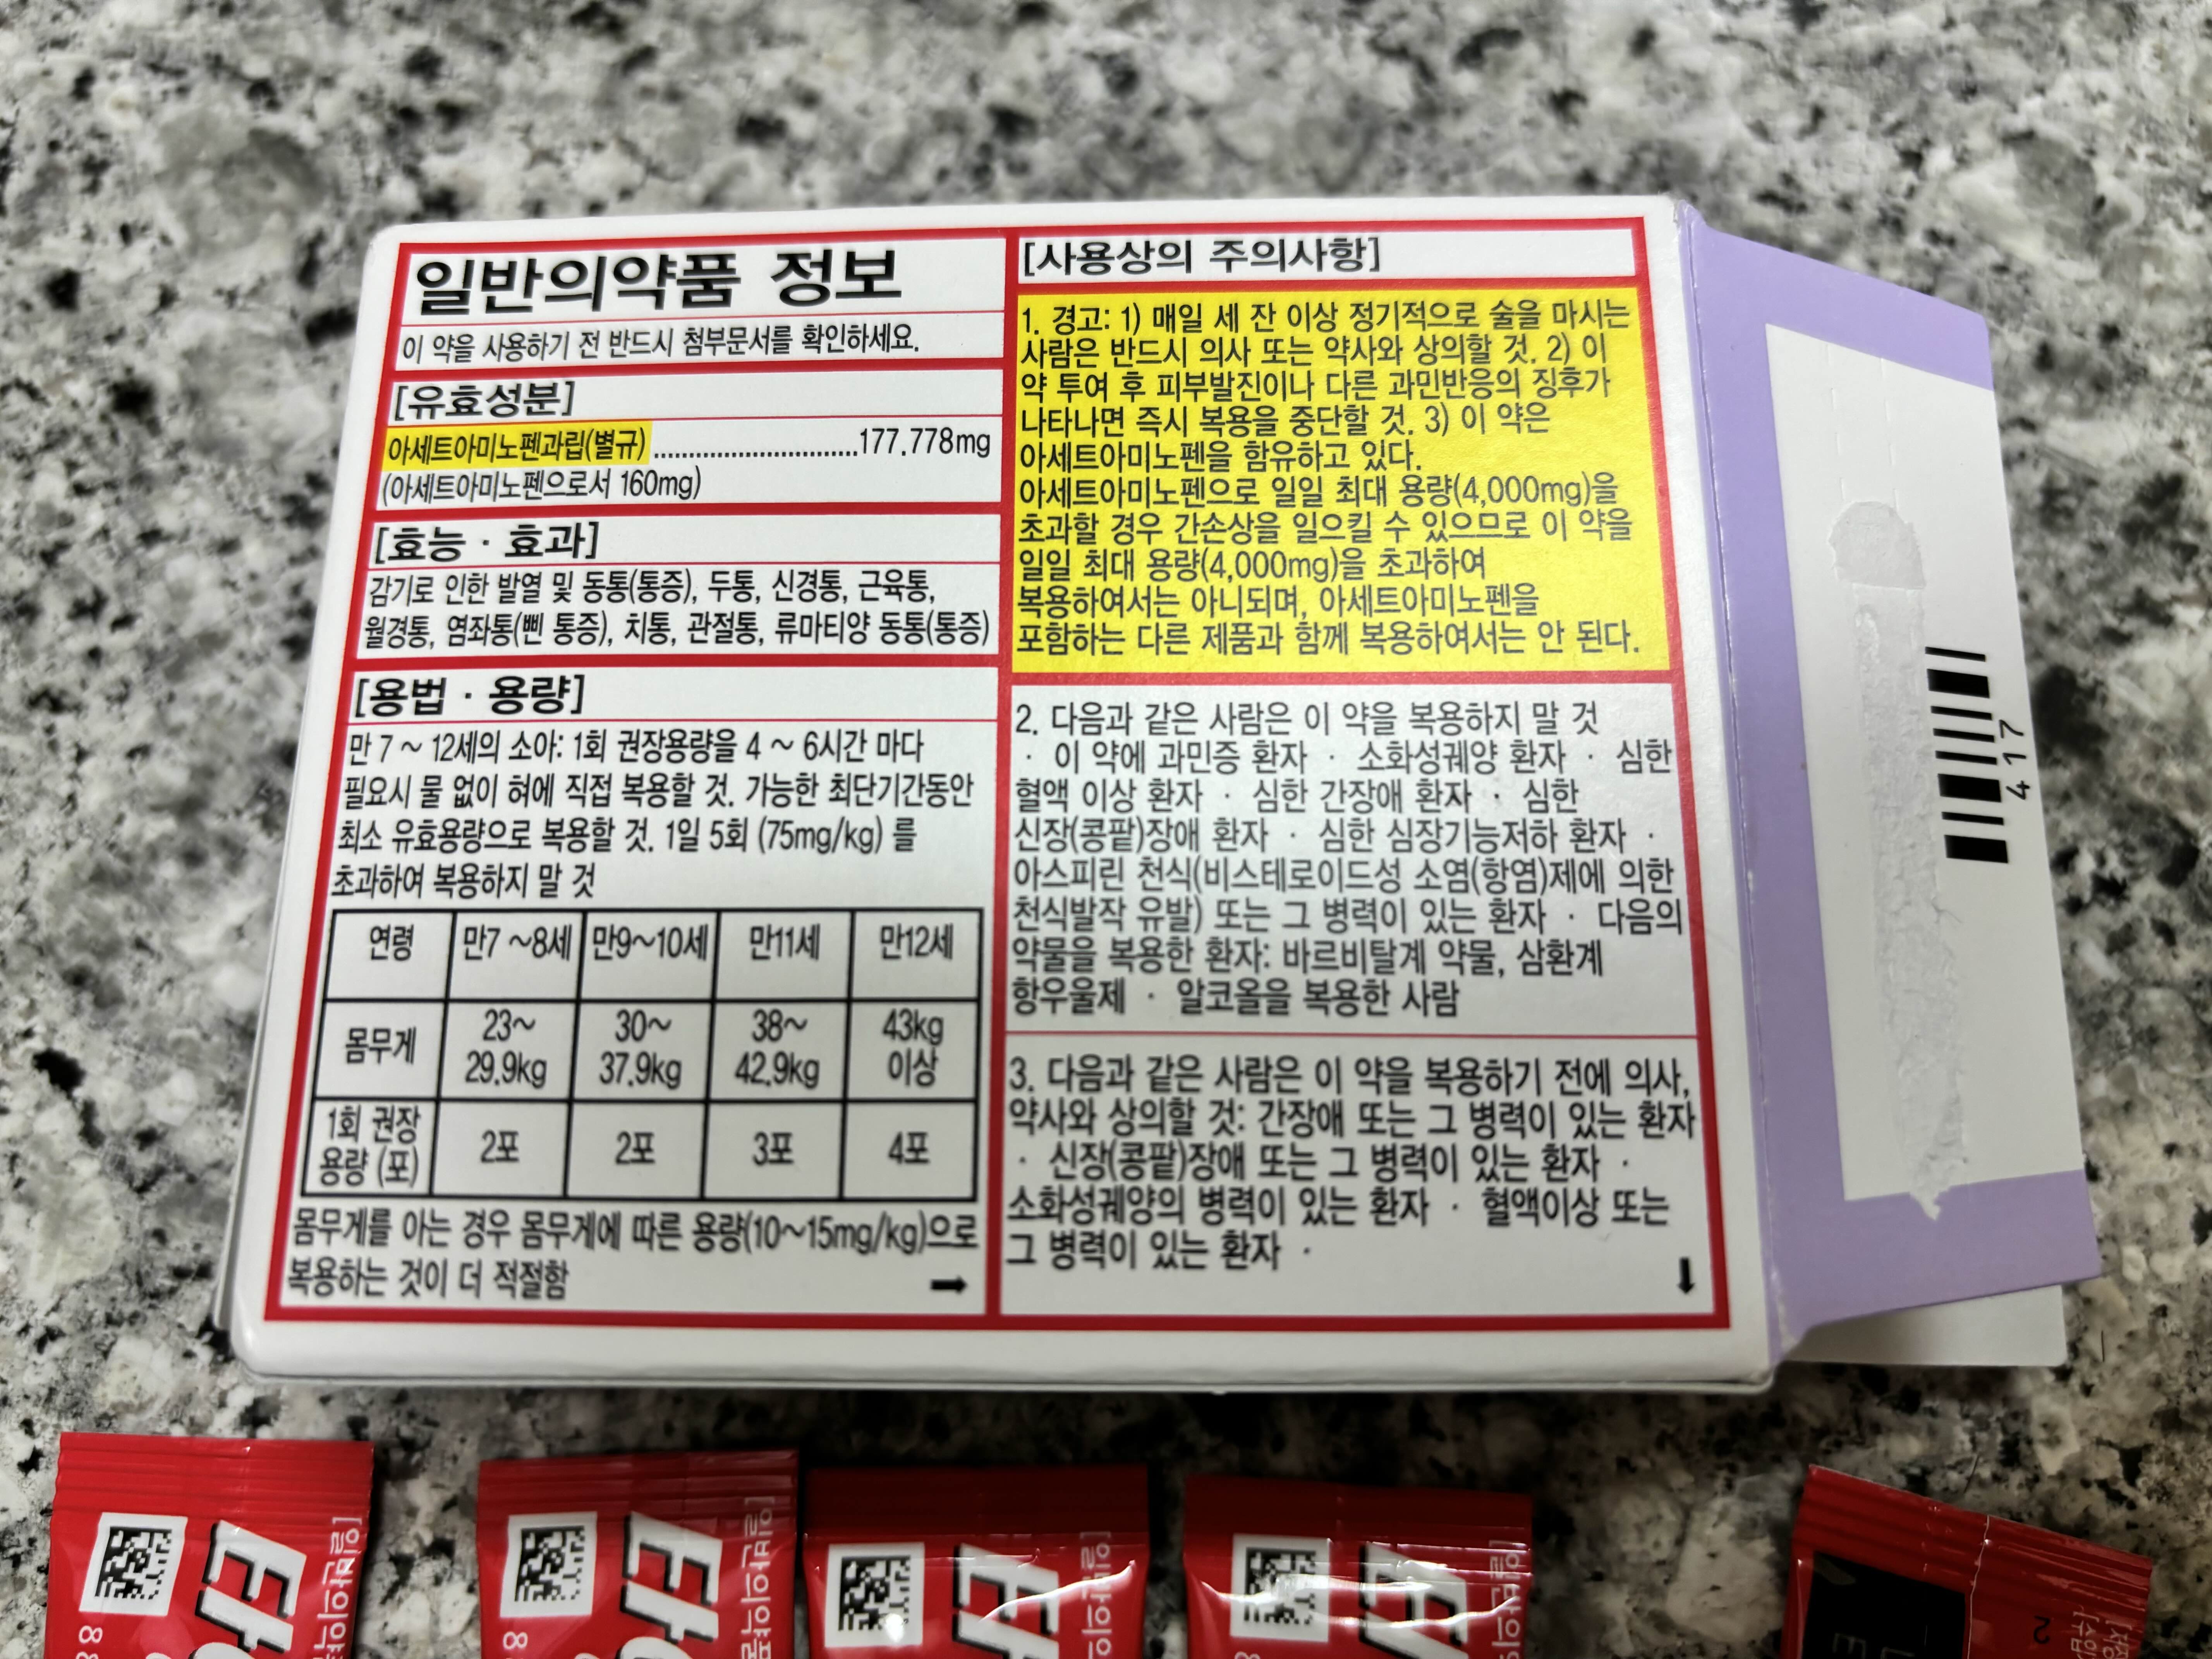 일반의약품 정보
이 약을 사용하기 전 반드시 첨부문서를 확인하세요.
[유효성분]
아세트아미노펜과립(별규) ..............................177.778mg
(아세트아미노펜으로서 160mg)
[효능 · 효과]
감기로 인한 발열 및 동통(통증), 두통, 신경통, 근육통,
월경통, 염좌통(삔 통증), 치통, 관절통, 류마티양 동통(통증)
[용법 · 용량]
만 7 ~ 12세의 소아: 1회 권장용량을 4 ~ 6시간 마다
필요시 물 없이 혀에 직접 복용할 것. 가능한 최단기간동안
최소 유효용량으로 복용할 것. 1일 5회 (75mg/kg) 를
초과하여 복용하지 말 것
연령 만7 ~8세 만9~10세 만11세 만12세
몸무게 23~29.9kg 30~37.9kg 38~42.9kg 43kg 이상
1회 권장 용량 (포) 2포 2포 3포 4포
몸무게를 아는 경우 몸무게에 따른 용량(10~15mg/kg)으로
복용하는 것이 더 적절함 →
[사용상의 주의사항]
1. 경고: 1) 매일 세 잔 이상 정기적으로 술을 마시는
사람은 반드시 의사 또는 약사와 상의할 것. 2) 이
약 투여 후 피부발진이나 다른 과민반응의 징후가
나타나면 즉시 복용을 중단할 것. 3) 이 약은
아세트아미노펜을 함유하고 있다.
아세트아미노펜으로 일일 최대 용량(4,000mg)을
초과할 경우 간손상을 일으킬 수 있으므로 이 약을
일일 최대 용량(4,000mg)을 초과하여
복용하여서는 아니되며, 아세트아미노펜을
포함하는 다른 제품과 함께 복용하여서는 안 된다.
2. 다음과 같은 사람은 이 약을 복용하지 말 것
· 이 약에 과민증 환자 · 소화성궤양 환자 · 심한
혈액 이상 환자 · 심한 간장애 환자 · 심한
신장(콩팥)장애 환자 · 심한 심장기능저하 환자 ·
아스피린 천식(비스테로이드성 소염(항염)제에 의한
천식발작 유발) 또는 그 병력이 있는 환자 · 다음의
약물을 복용한 환자: 바르비탈계 약물, 삼환계
항우울제 · 알코올을 복용한 사람
3. 다음과 같은 사람은 이 약을 복용하기 전에 의사,
약사와 상의할 것: 간장애 또는 그 병력이 있는 환자
· 신장(콩팥)장애 또는 그 병력이 있는 환자 ·
소화성궤양의 병력이 있는 환자 · 혈액이상 또는
그 병력이 있는 환자 · ↓
417